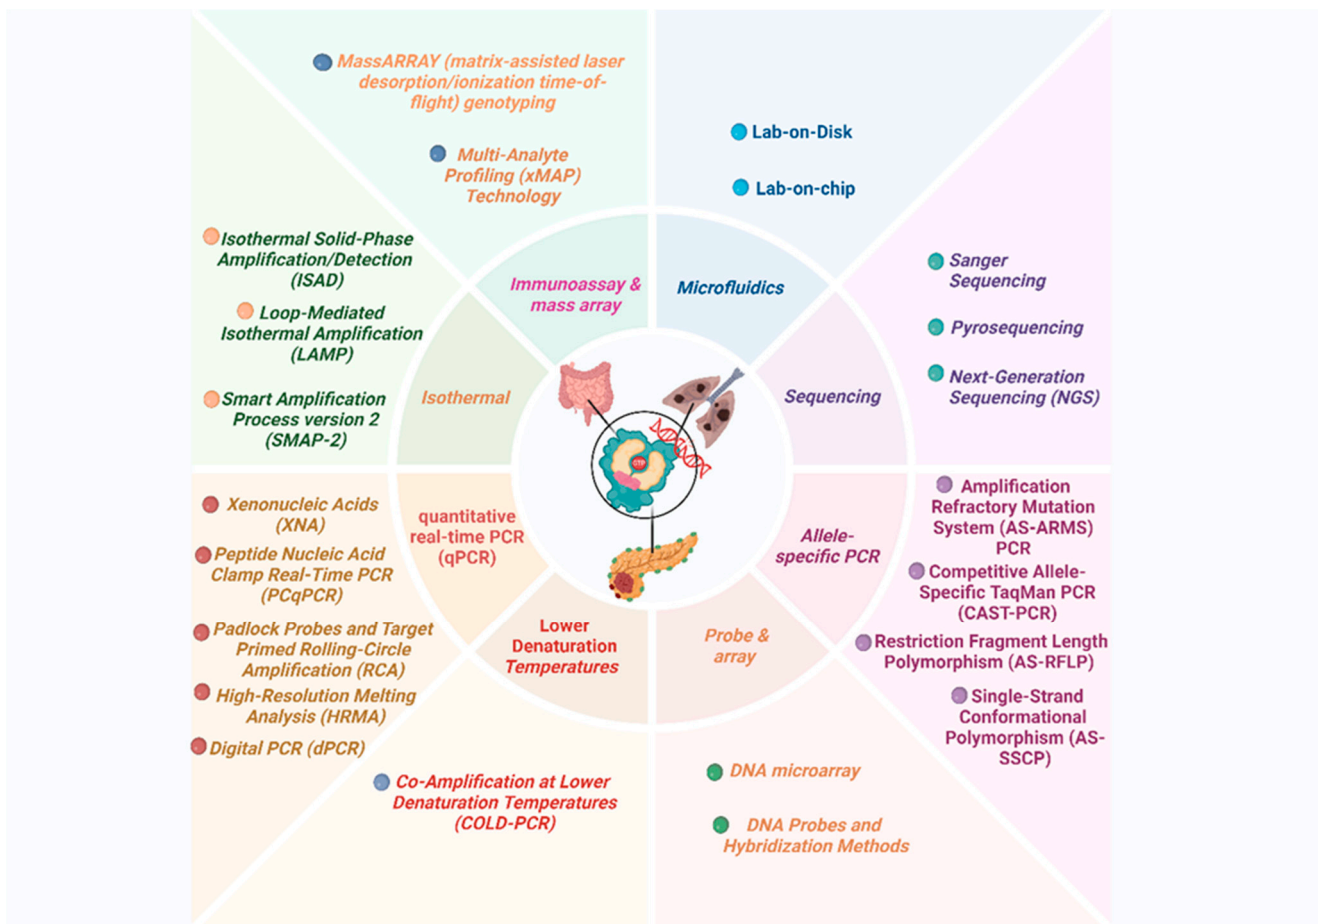 MassARRAY (matrix-assisted laser
desorption/ionization time-of-
flight) genotyping
Multi-Analyte
Profiling (xMAP)
Technology
Lab-on-Disk
Lab-on-chip
Isothermal Solid-Phase
Amplification/Detection
(ISAD)
Loop-Mediated
Isothermal Amplification
(LAMP)
Smart Amplification
Process version 2
(SMAP-2)
Immunoassay &
mass array
Microfluidics
Isothermal
Sequencing
Sanger
Sequencing
Pyrosequencing
Next-Generation
Sequencing (NGS)
GTP
Xenonucleic Acids
(XNA)
Peptide Nucleic Acid
Clamp Real-Time PCR
(PCqPCR)
Padlock Probes and Target
Primed Rolling-Circle
Amplification (RCA)
High-Resolution Melting
Analysis (HRMA)
Digital PCR (dPCR)
quantitative
real-time PCR
(qPCR)
Allele-
specific PCR
Amplification
Refractory Mutation
System (AS-ARMS)
PCR
Competitive Allele-
Specific TaqMan PCR
(CAST-PCR)
Restriction Fragment Length
Polymorphism (AS-RFLP)
Single-Strand
Conformational
Polymorphism (AS-
SSCP)
Lower
Denaturation
Temperatures
Probe &
array
Co-Amplification at Lower
Denaturation Temperatures
(COLD-PCR)
DNA microarray
DNA Probes and
Hybridization Methods